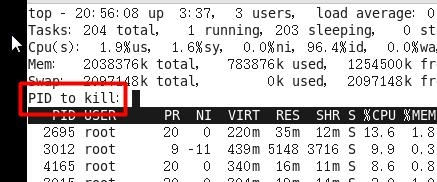 top - 20:56:08 up  3:37,  3 users,  load average: 0.
Tasks: 204 total,   1 running, 203 sleeping,   0 st
Cpu(s):  1.9%us,  1.6%sy,  0.0%ni, 96.4%id,  0.0%wa,
Mem:   2038376k total,   783876k used,  1254500k fr
Swap:  2097148k total,        0k used,  2097148k fr
PID to kill:
PID USER      PR  NI  VIRT  RES  SHR S %CPU %MEM
2695 root      20   0  220m  35m  12m S 13.6  1.8
3012 root       9 -11  429m 5148 3716 S  9.9  0.3
4165 root      20   0  340m  16m  11m S  8.6  0.8